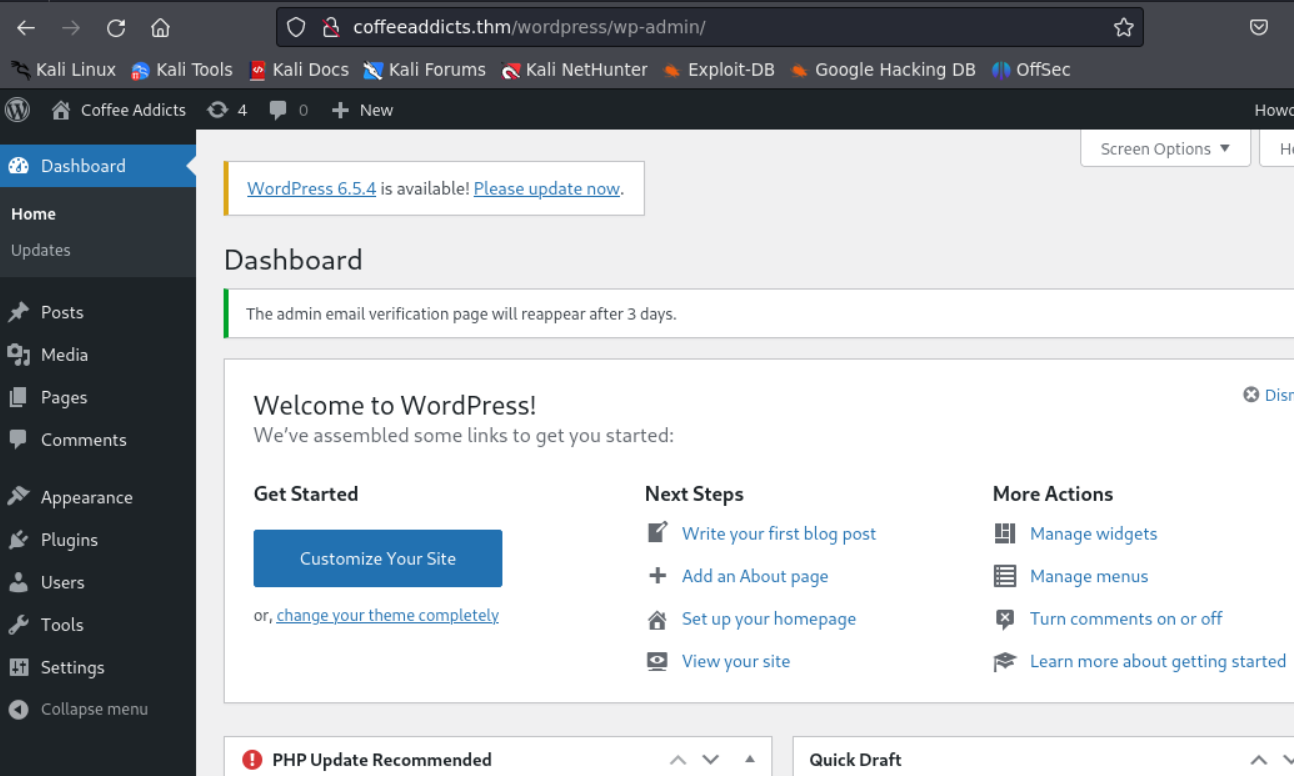 coffeeaddicts.thm/wordpress/wp-admin/
Kali Linux Kali Tools Kali Docs Kali Forums Kali NetHunter Exploit-DB Google Hacking DB OffSec
Coffee Addicts 4 0 New Howd
Dashboard
Home
Updates
Posts
Media
Pages
Comments
Appearance
Plugins
Users
Tools
Settings
Collapse menu
Screen Options ▼ He
WordPress 6.5.4 is available! Please update now.
Dashboard
The admin email verification page will reappear after 3 days.
Welcome to WordPress!
We’ve assembled some links to get you started:
Disn
Get Started
Customize Your Site
or, change your theme completely
Next Steps
Write your first blog post
Add an About page
Set up your homepage
View your site
More Actions
Manage widgets
Manage menus
Turn comments on or off
Learn more about getting started
PHP Update Recommended
Quick Draft